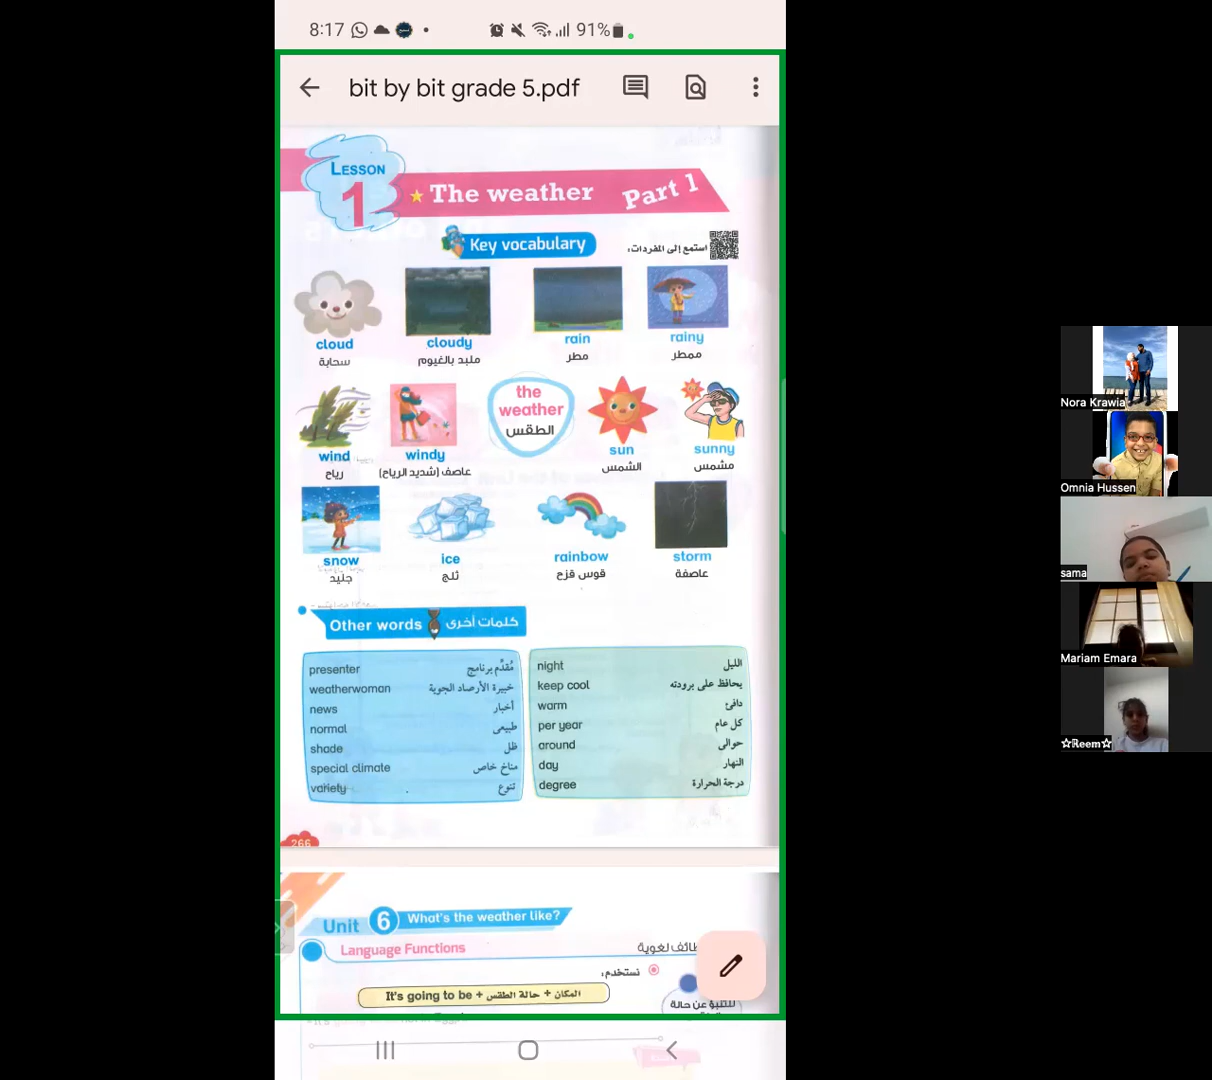 8:17
91%
bit by bit grade 5.pdf
LESSON
1
The weather Part 1
Key vocabulary
استمع إلى المفردات:
cloud
سحابة
cloudy
ملبد بالغيوم
rain
مطر
rainy
ممطر
wind
رياح
windy
عاصف (شديد الرياح)
the
weather
الطقس
sun
الشمس
sunny
مشمس
snow
جليد
ice
ثلج
rainbow
قوس قزح
storm
عاصفة
Other words كلمات أخرى
presenter مُقدَّم برنامج
weatherwoman خبيرة الأرصاد الجوية
news أخبار
normal طبيعى
shade ظل
special climate مناخ خاص
variety تنوع
night الليل
keep cool يحافظ على برودته
warm دافئ
per year كل عام
around حوالى
day النهار
degree درجة الحرارة
266
Unit 6 What's the weather like?
Language Functions
نستخدم:
It's going to be + حالة الطقس + المكان
للتنبؤ عن حالة
Nora Krawia
Omnia Hussen
sama
Mariam Emara
☆Reem☆